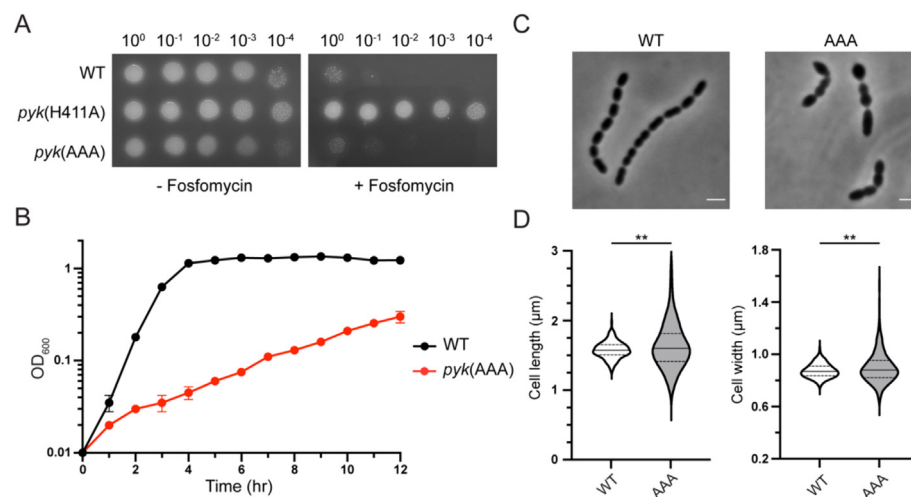 A
10⁰ 10⁻¹ 10⁻² 10⁻³ 10⁻⁴ 10⁰ 10⁻¹ 10⁻² 10⁻³ 10⁻⁴
WT
pyk(H411A)
pyk(AAA)
- Fosfomycin + Fosfomycin
B
1
0.1
0.01
OD₆₀₀
0 2 4 6 8 10 12
Time (hr)
WT
pyk(AAA)
C
WT AAA
D
**
3
2
1
0
Cell length (µm)
WT AAA
**
1.8
1.4
1.0
0.6
0.2
Cell width (µm)
WT AAA